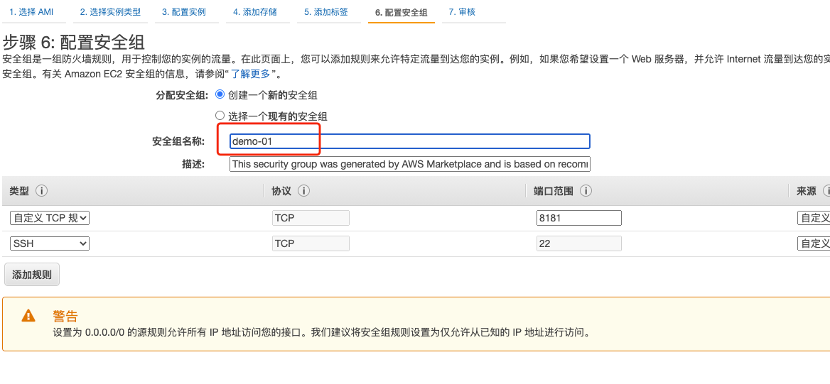 1. 选择 AMI 2. 选择实例类型 3. 配置实例 4. 添加存储 5. 添加标签 6. 配置安全组 7. 审核
步骤 6: 配置安全组
安全组是一组防火墙规则，用于控制您的实例的流量。在此页面上，您可以添加规则来允许特定流量到达您的实例。例如，如果您希望设置一个 Web 服务器，并允许 Internet 流量到达您的实
安全组。有关 Amazon EC2 安全组的信息，请参阅“了解更多”。
分配安全组: 创建一个新的安全组
选择一个现有的安全组
安全组名称: demo-01
描述: This security group was generated by AWS Marketplace and is based on recomm
类型 i 协议 i 端口范围 i 来源 i
自定义 TCP 规 TCP 8181 自定义
SSH TCP 22 自定义
添加规则
警告
设置为 0.0.0.0/0 的源规则允许所有 IP 地址访问您的接口。我们建议将安全组规则设置为仅允许从已知的 IP 地址进行访问。